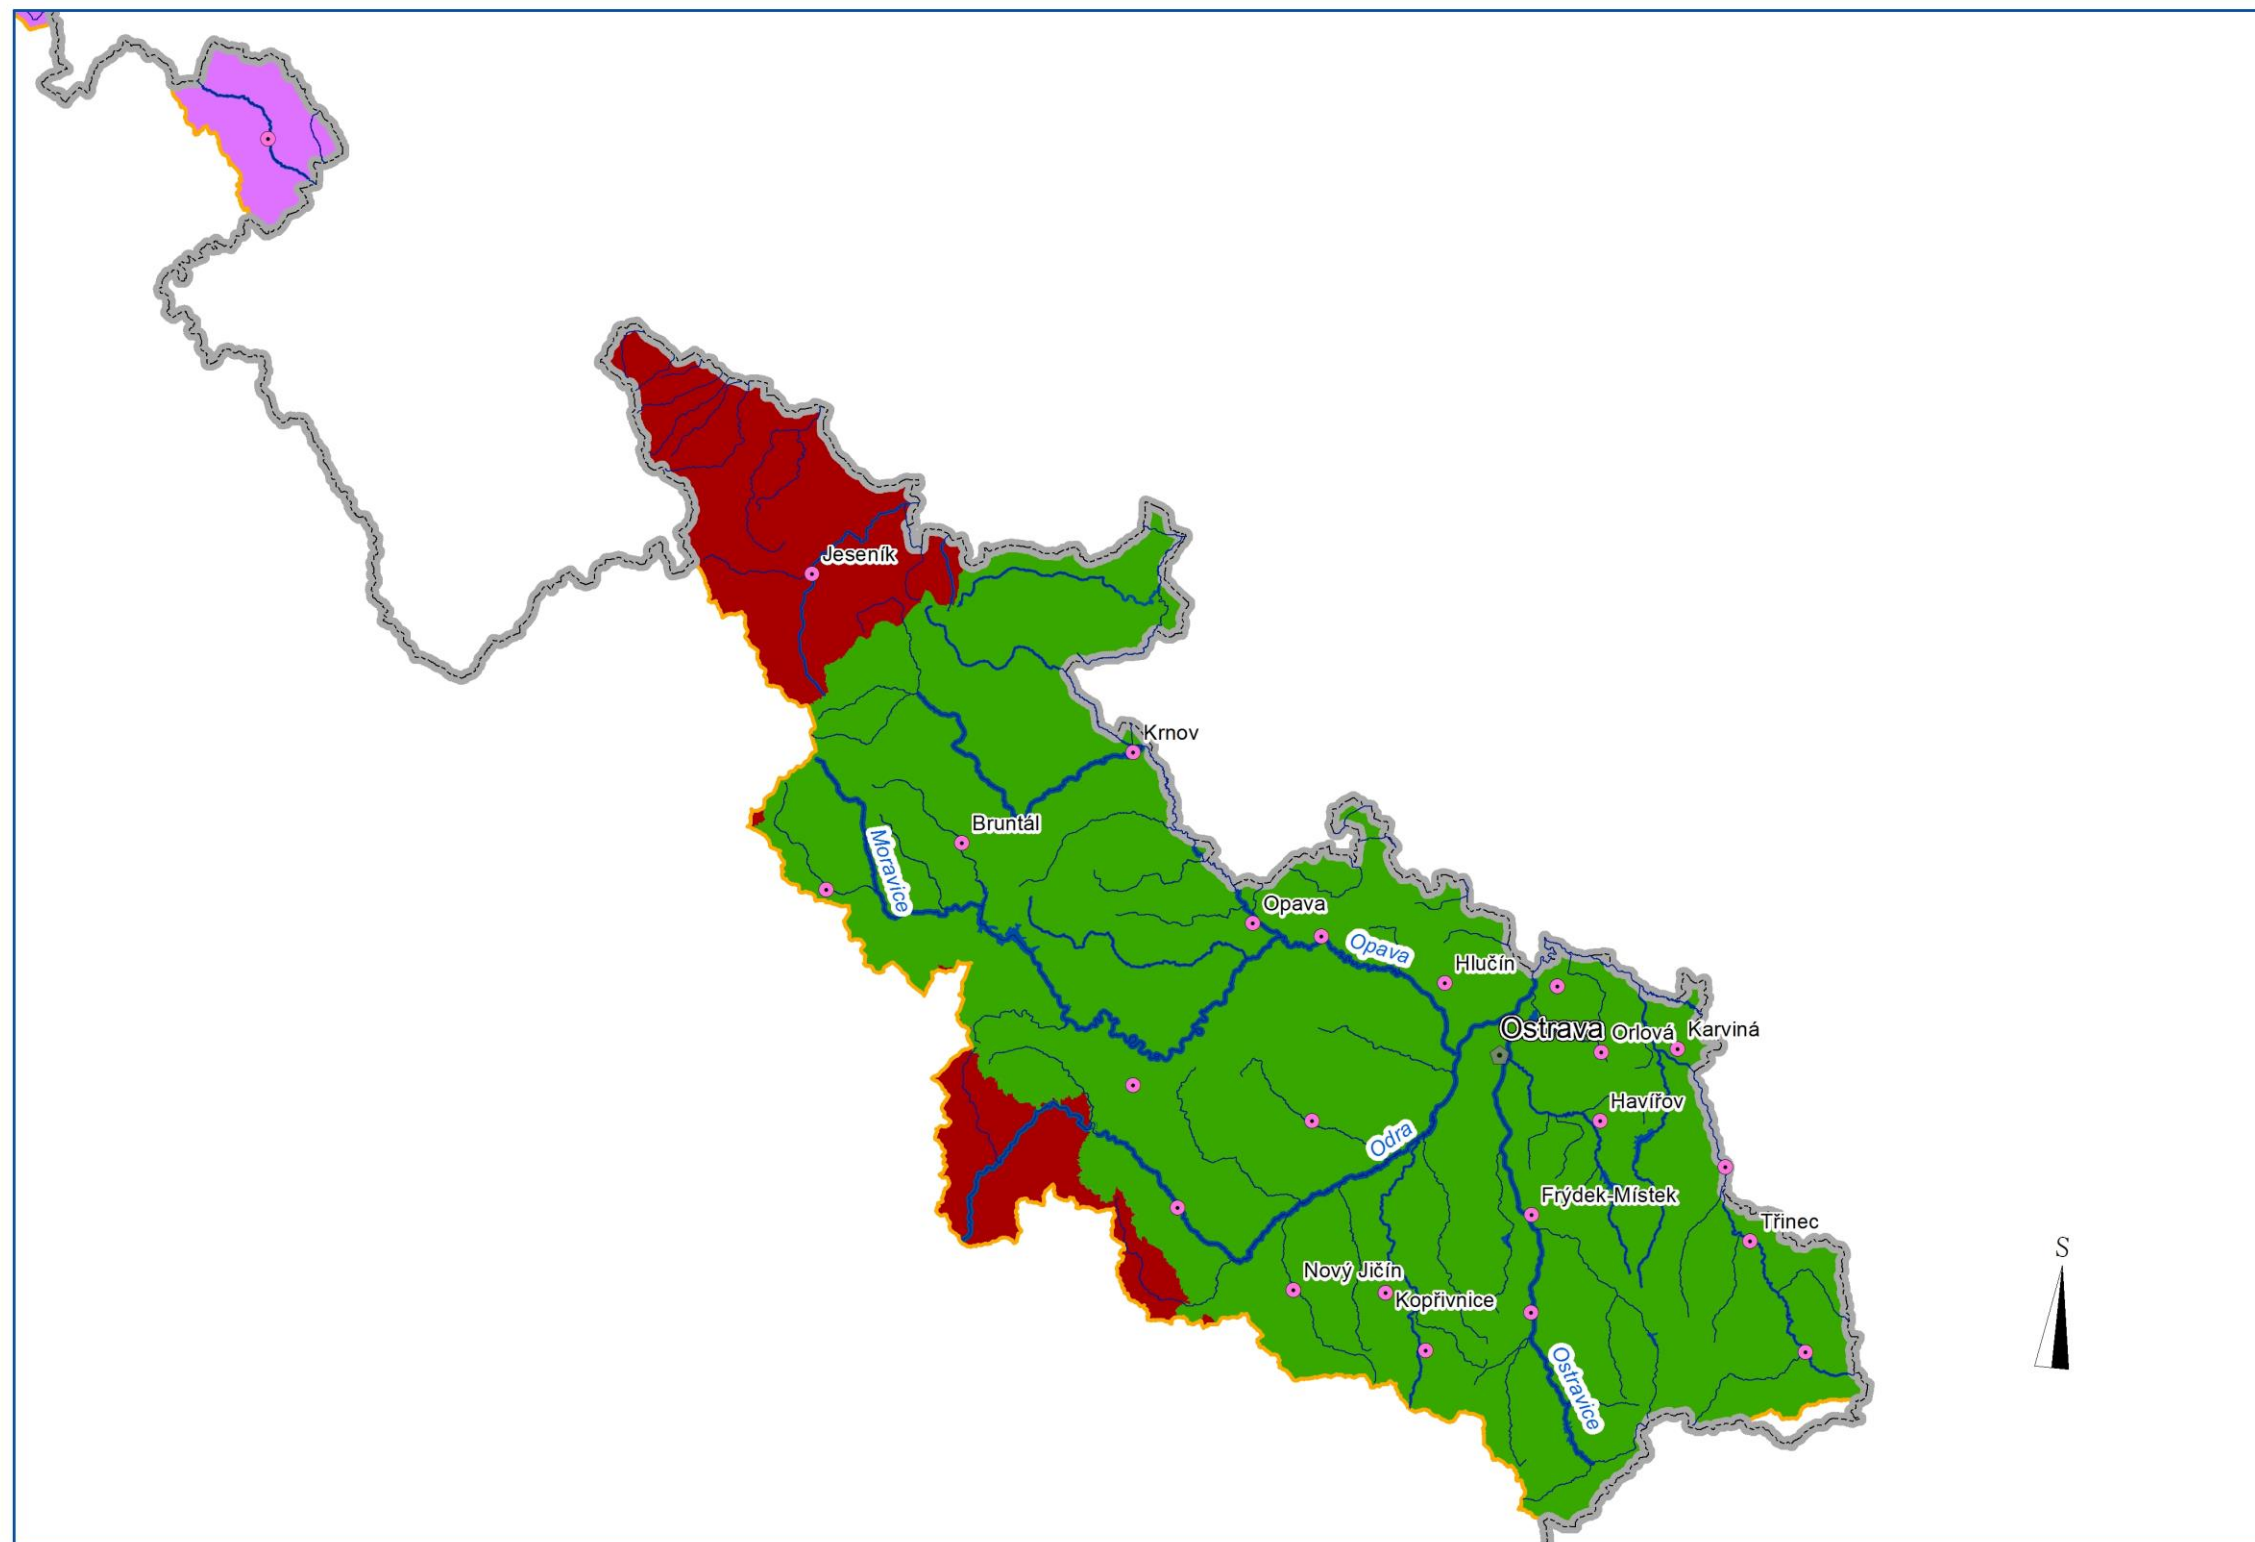 Jeseník
Krnov
Bruntál
Moravice
Opava
Opava
Hlučín
Ostrava
Orlová
Karviná
Havířov
Odra
Frýdek-Místek
Třinec
S
Nový Jičín
Kopřivnice
Ostravice